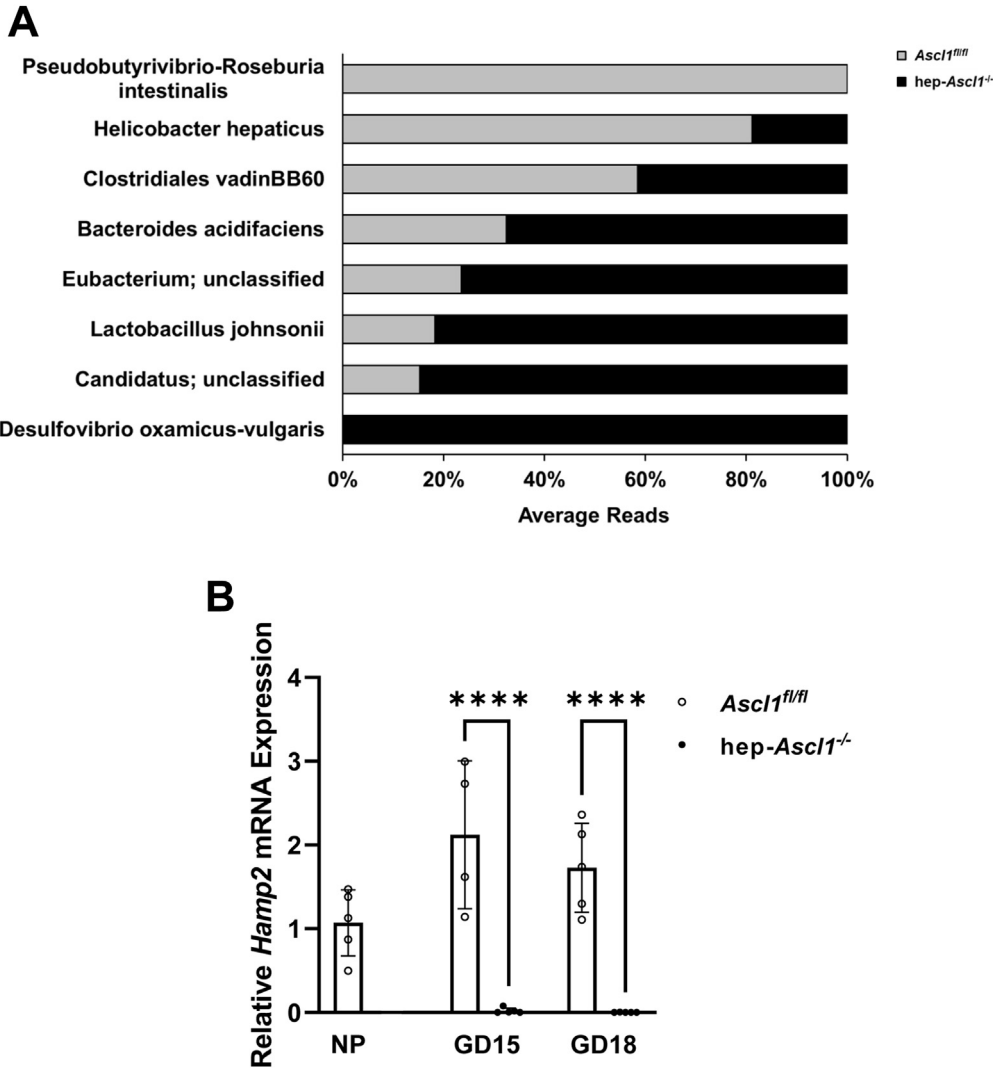 A
Pseudobutyrivibrio-Roseburia
intestinalis
Helicobacter hepaticus
Clostridiales vadinBB60
Bacteroides acidifaciens
Eubacterium; unclassified
Lactobacillus johnsonii
Candidatus; unclassified
Desulfovibrio oxamicus-vulgaris
0% 20% 40% 60% 80% 100%
Average Reads
Ascl1fl/fl
hep-Ascl1-/-
B
Relative Hamp2 mRNA Expression
4
3
2
1
0
**** ****
NP GD15 GD18
Ascl1fl/fl
hep-Ascl1-/-